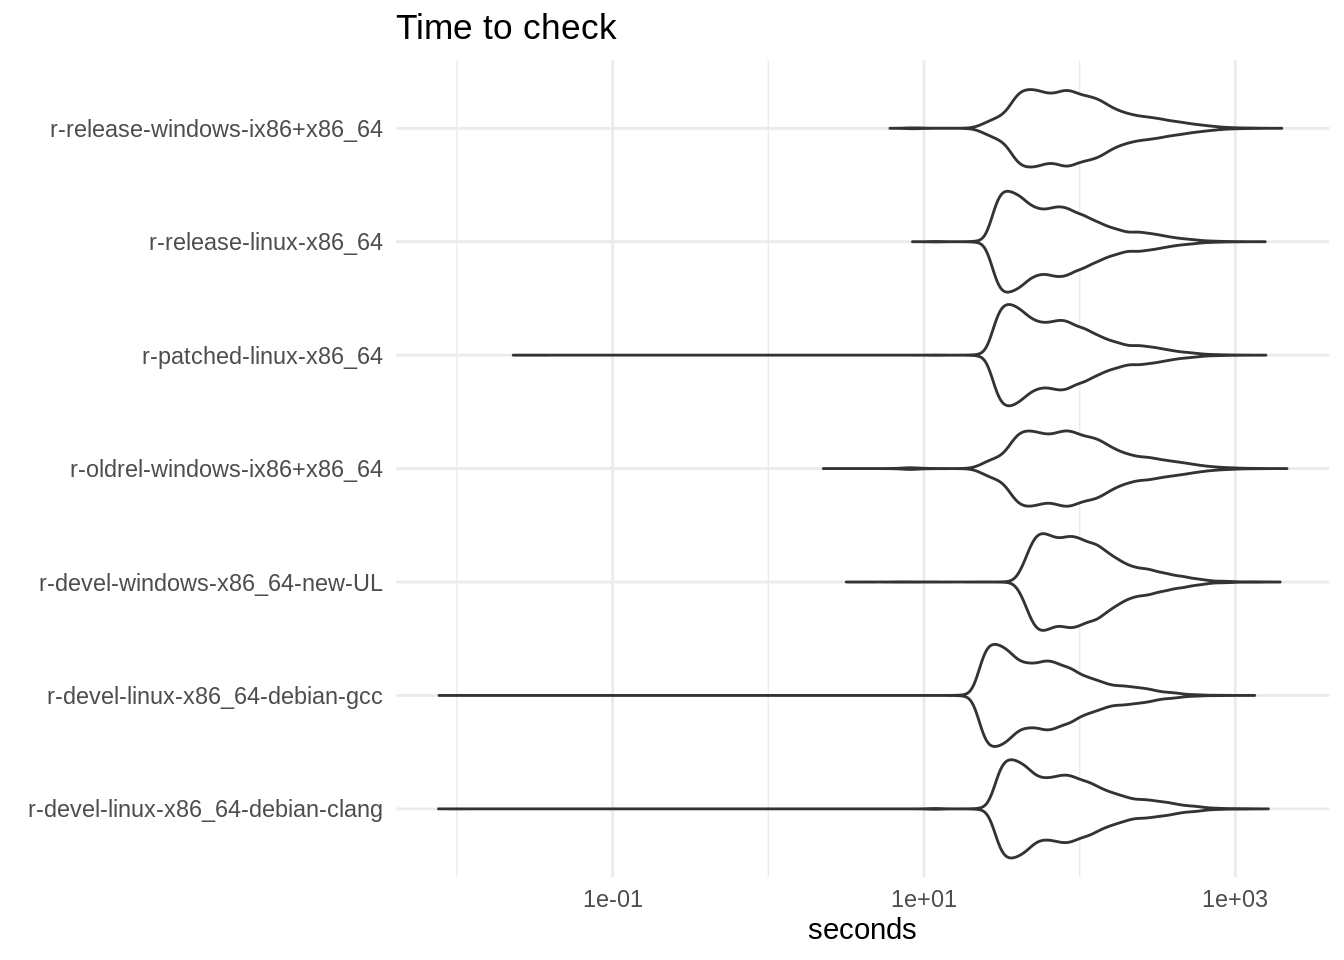 Time to check
r-release-windows-ix86+x86_64
r-release-linux-x86_64
r-patched-linux-x86_64
r-oldrel-windows-ix86+x86_64
r-devel-windows-x86_64-new-UL
r-devel-linux-x86_64-debian-gcc
r-devel-linux-x86_64-debian-clang
1e-01 1e+01 1e+03
seconds